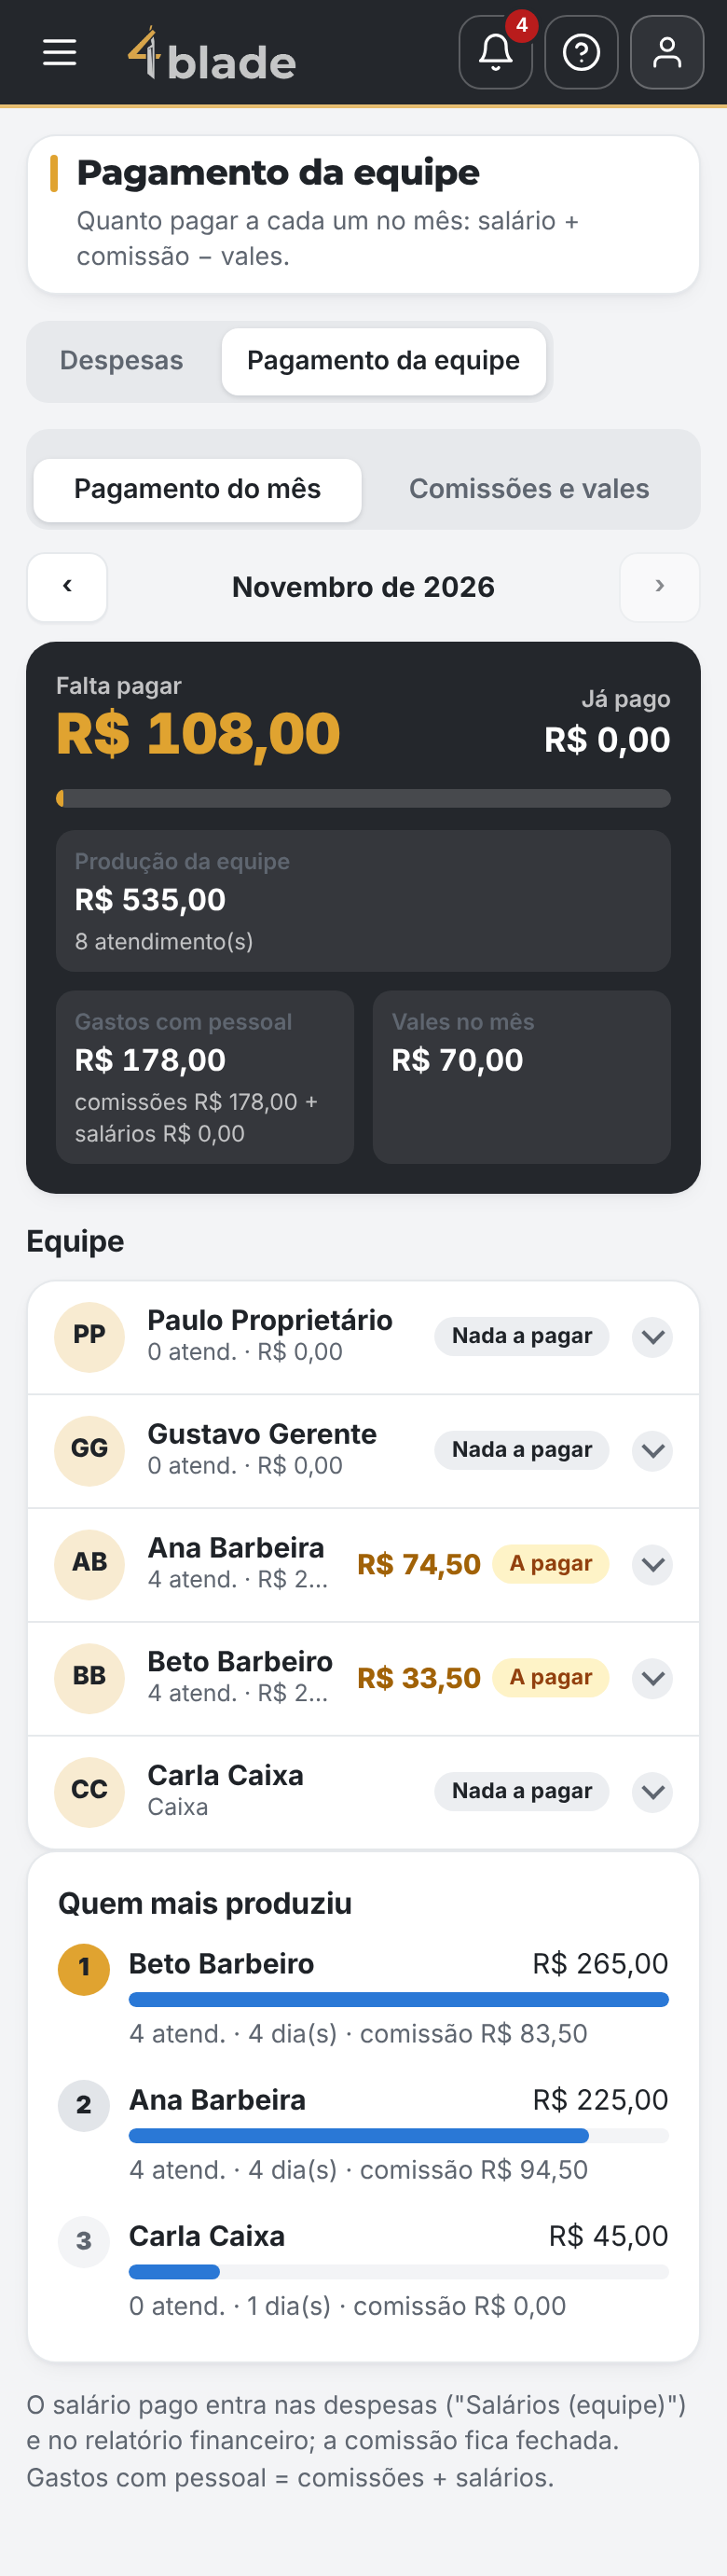 4blade
4
Pagamento da equipe
Quanto pagar a cada um no mês: salário +
comissão − vales.
Despesas
Pagamento da equipe
Pagamento do mês
Comissões e vales
‹
Novembro de 2026
›
Falta pagar
R$ 108,00
Já pago
R$ 0,00
Produção da equipe
R$ 535,00
8 atendimento(s)
Gastos com pessoal
R$ 178,00
comissões R$ 178,00 +
salários R$ 0,00
Vales no mês
R$ 70,00
Equipe
PP
Paulo Proprietário
0 atend. · R$ 0,00
Nada a pagar
GG
Gustavo Gerente
0 atend. · R$ 0,00
Nada a pagar
AB
Ana Barbeira
4 atend. · R$ 2...
R$ 74,50
A pagar
BB
Beto Barbeiro
4 atend. · R$ 2...
R$ 33,50
A pagar
CC
Carla Caixa
Caixa
Nada a pagar
Quem mais produziu
1
Beto Barbeiro
R$ 265,00
4 atend. · 4 dia(s) · comissão R$ 83,50
2
Ana Barbeira
R$ 225,00
4 atend. · 4 dia(s) · comissão R$ 94,50
3
Carla Caixa
R$ 45,00
0 atend. · 1 dia(s) · comissão R$ 0,00
O salário pago entra nas despesas ("Salários (equipe)")
e no relatório financeiro; a comissão fica fechada.
Gastos com pessoal = comissões + salários.